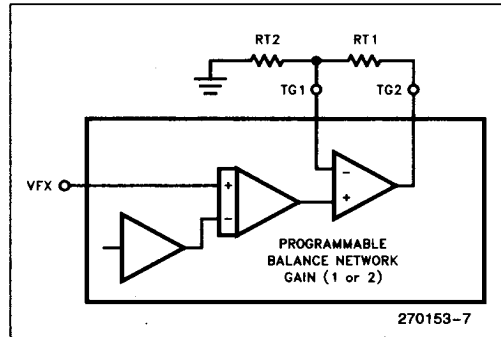 RT2
RT1
TG1
TG2
VFX
+
-
-
+
PROGRAMMABLE
BALANCE NETWORK
GAIN (1 or 2)
270153-7